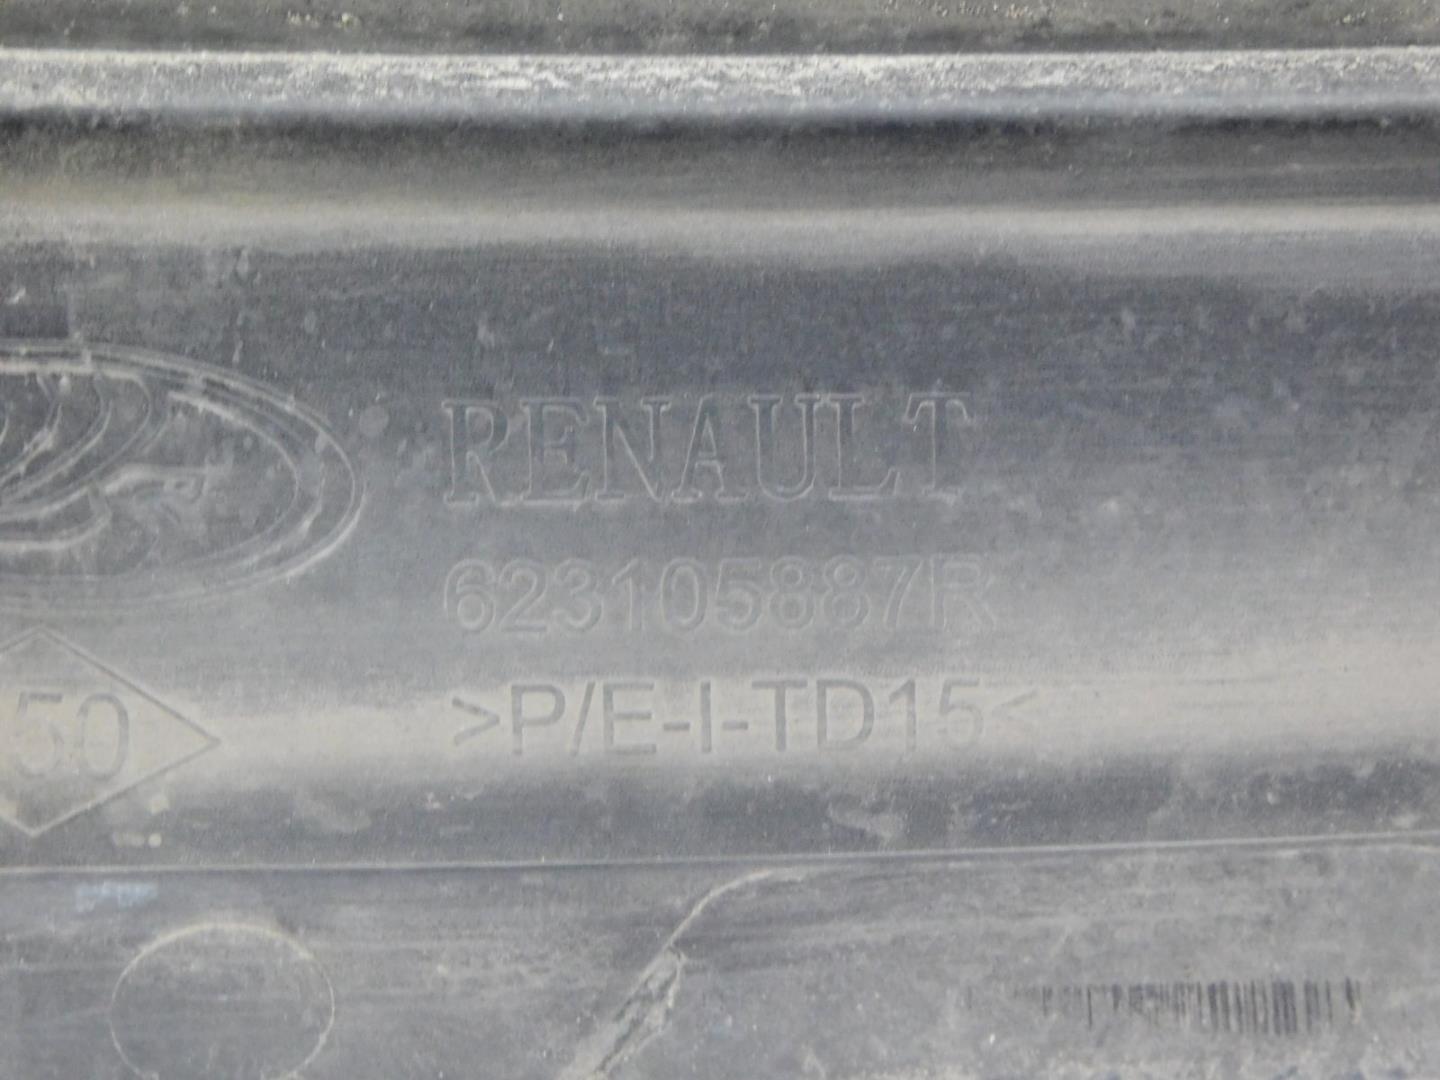 RENAULT
623105887R
>P/E-I-TD15<
50